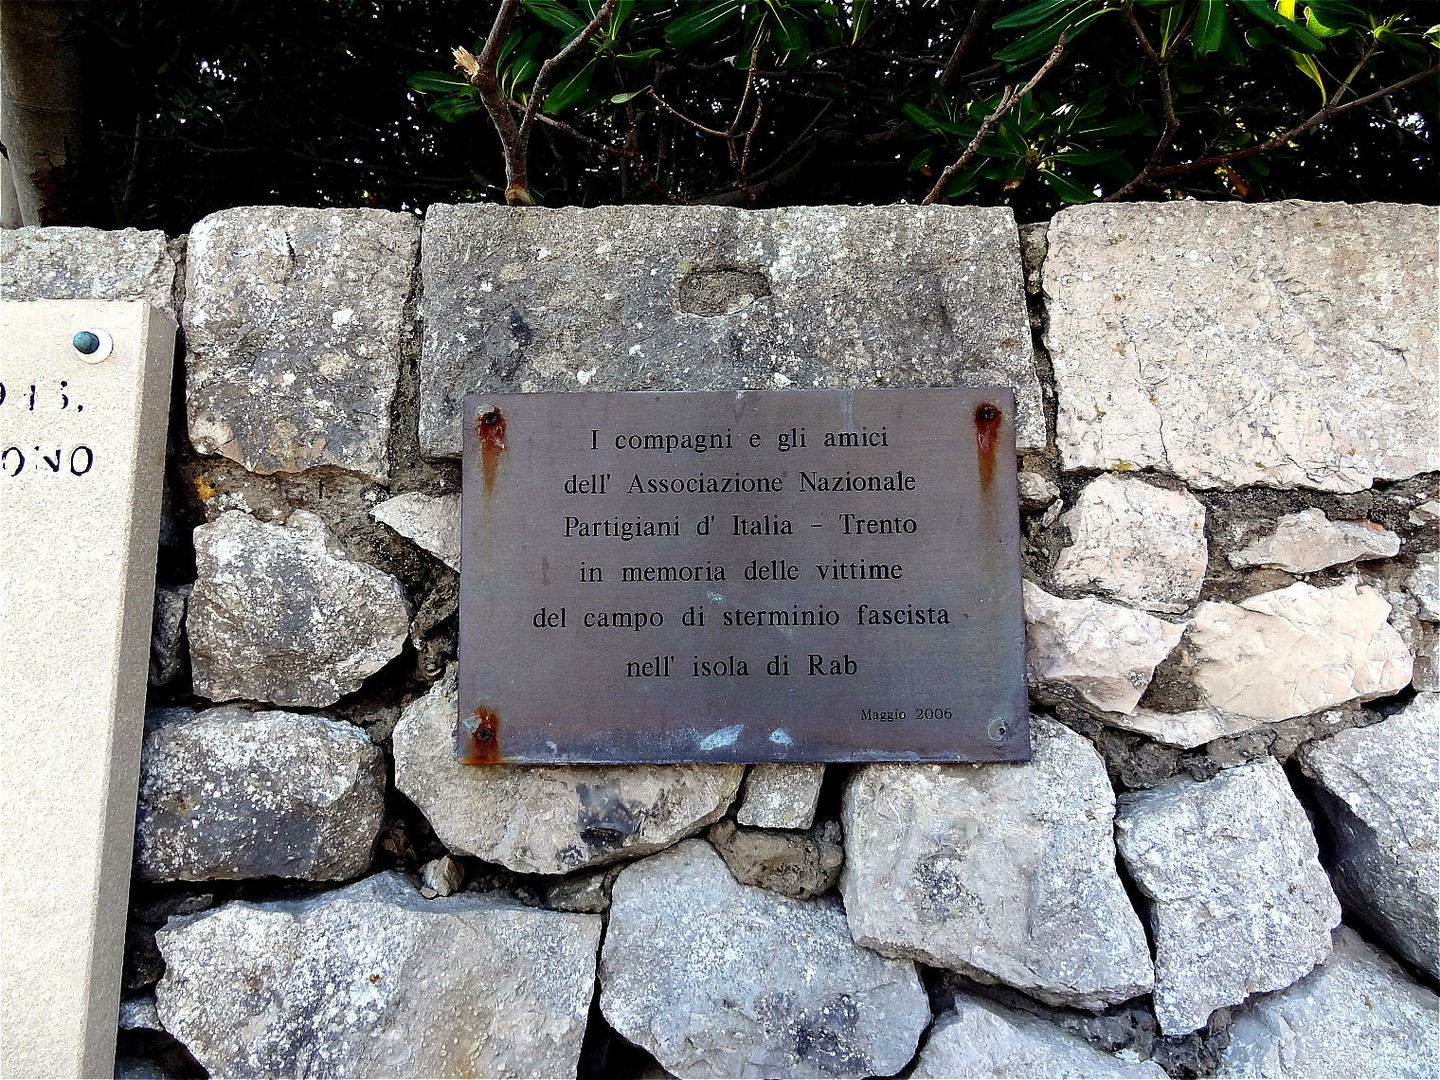 I compagni e gli amici
dell' Associazione Nazionale
Partigiani d' Italia - Trento
in memoria delle vittime
del campo di sterminio fascista
nell' isola di Rab
Maggio 2006